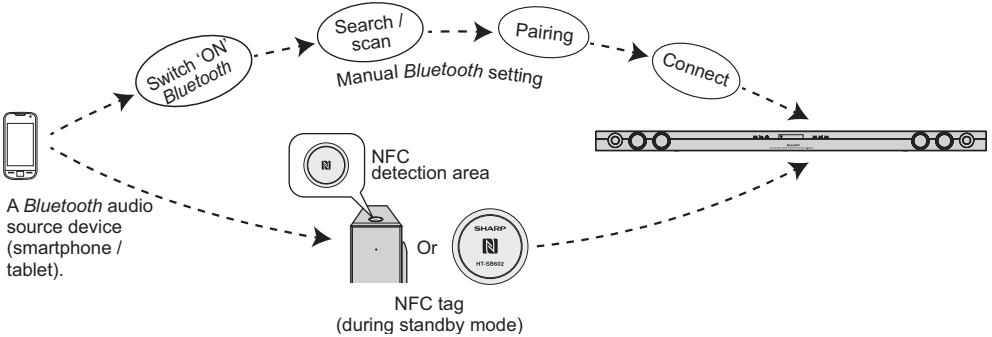 Switch ‘ON’
Bluetooth
Search /
scan
Pairing
Connect
Manual Bluetooth setting
A Bluetooth audio
source device
(smartphone /
tablet).
NFC
detection area
Or
SHARP
HT-SB602
NFC tag
(during standby mode)
SHARP